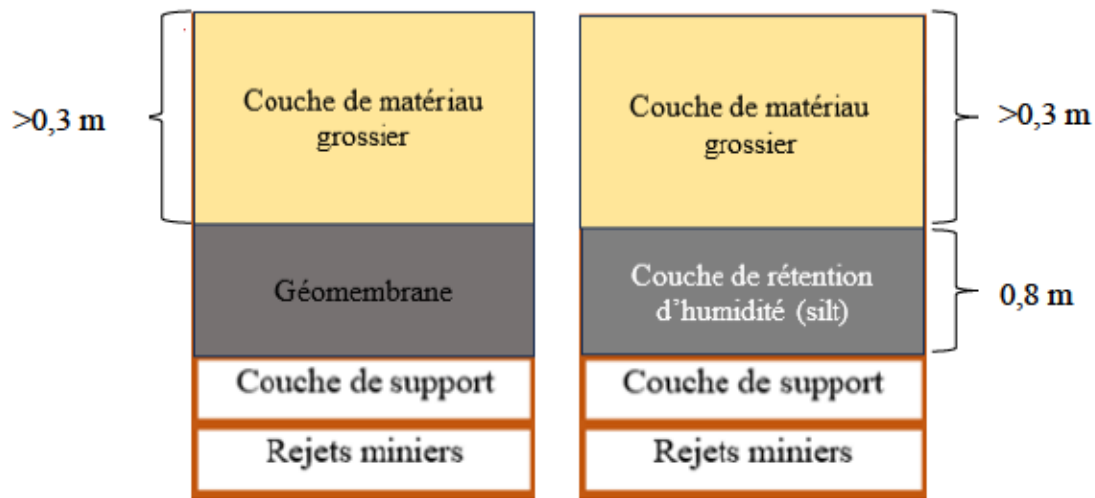 >0,3 m
Couche de matériau
grossier
Géomembrane
Couche de support
Rejets miniers
Couche de matériau
grossier
>0,3 m
Couche de rétention
d'humidité (silt)
0,8 m
Couche de support
Rejets miniers